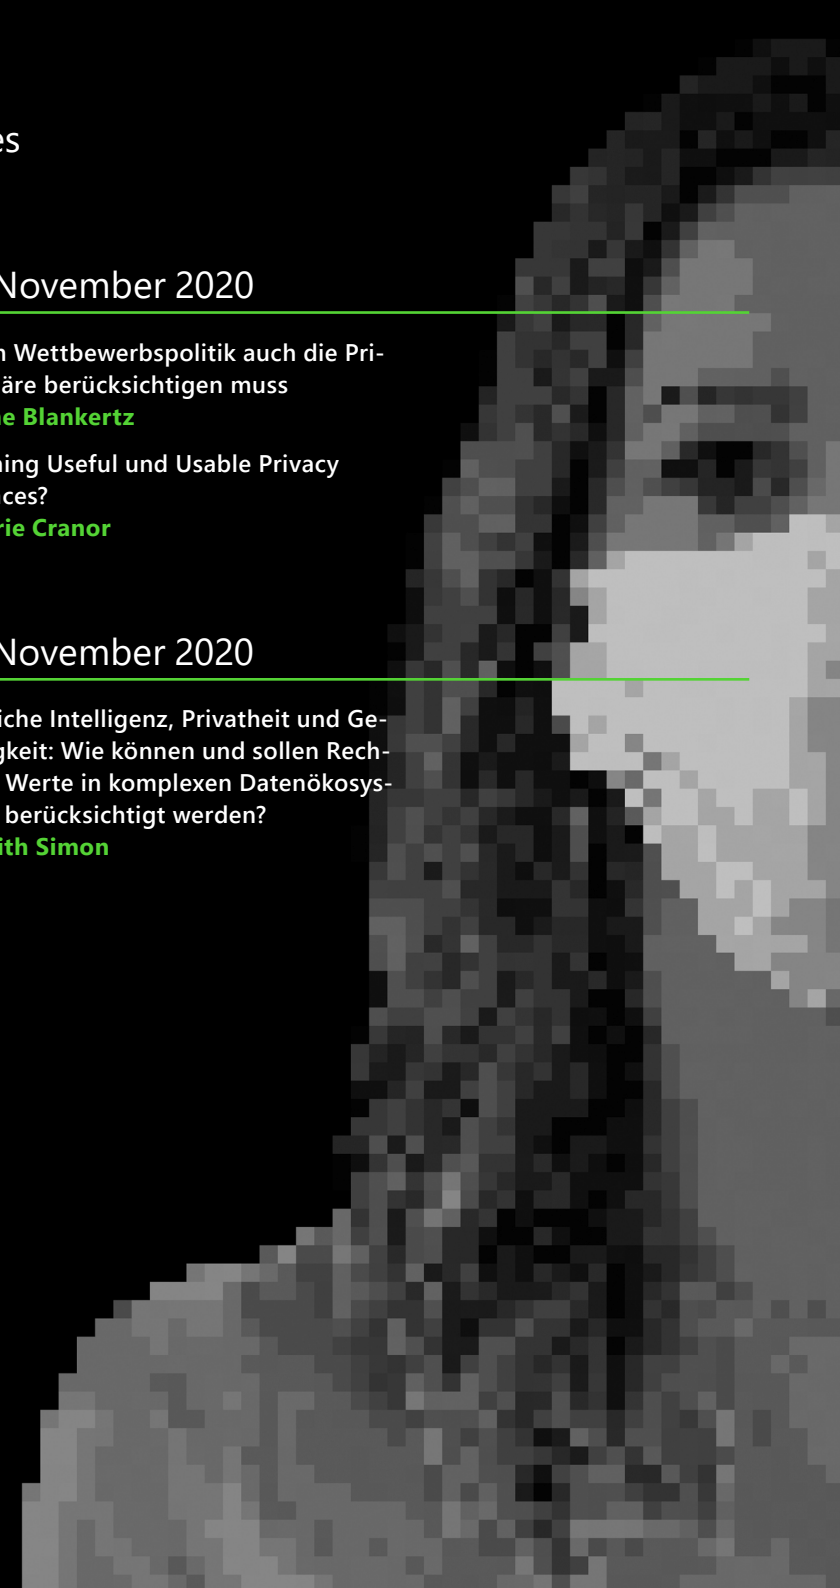 es
November 2020
n Wettbewerbspolitik auch die Pri-
äre berücksichtigen muss
e Blankertz
ning Useful und Usable Privacy
ces?
rie Cranor
November 2020
iche Intelligenz, Privatheit und Ge-
gkeit: Wie können und sollen Rech-
Werte in komplexen Datenökosys-
berücksichtigt werden?
ith Simon